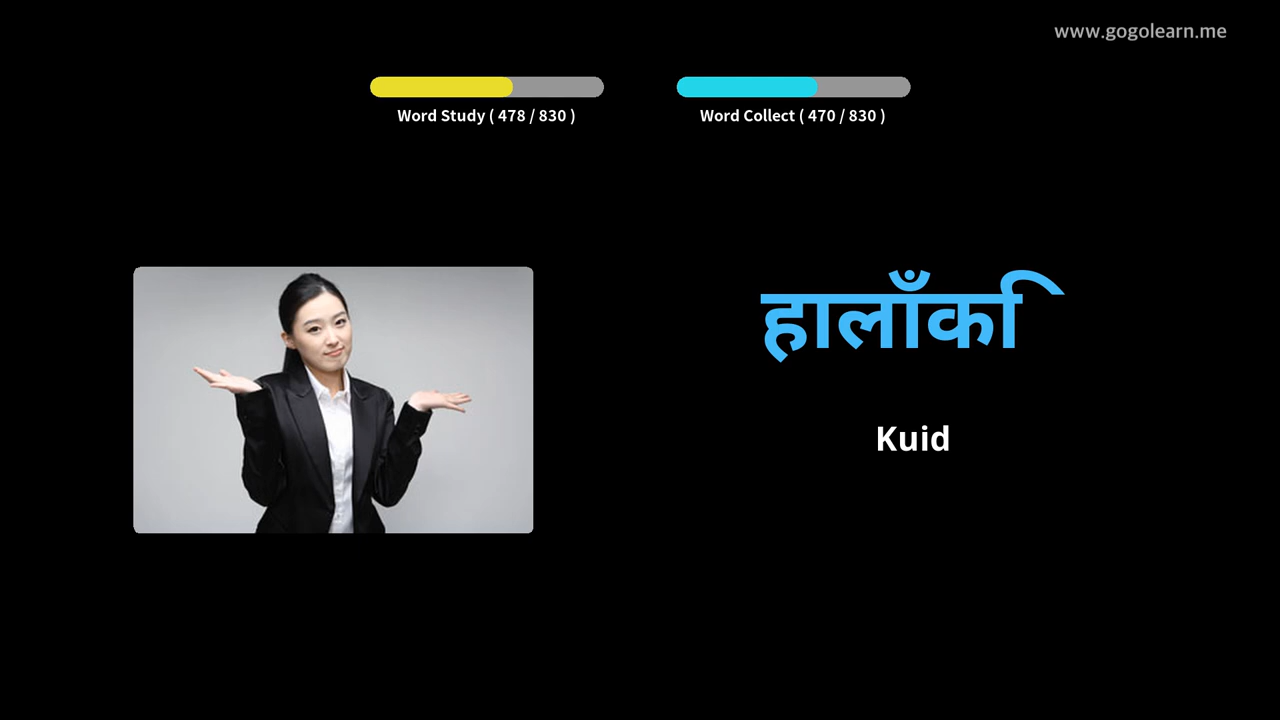 www.gogolearn.me
Word Study ( 478 / 830 )
Word Collect ( 470 / 830 )
हालाँकि
Kuid